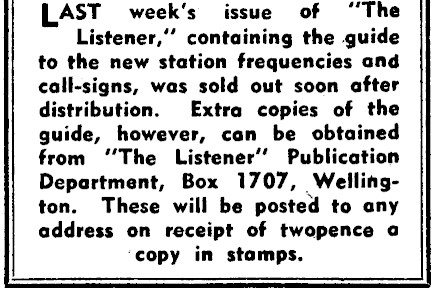 LAST week's issue of "The
Listener," containing the guide
to the new station frequencies and
call-signs, was sold out soon after
distribution. Extra copies of the
guide, however, can be obtained
from "The Listener" Publication
Department, Box 1707, Welling-
ton. These will be posted to any
address on receipt of twopence a
copy in stamps.